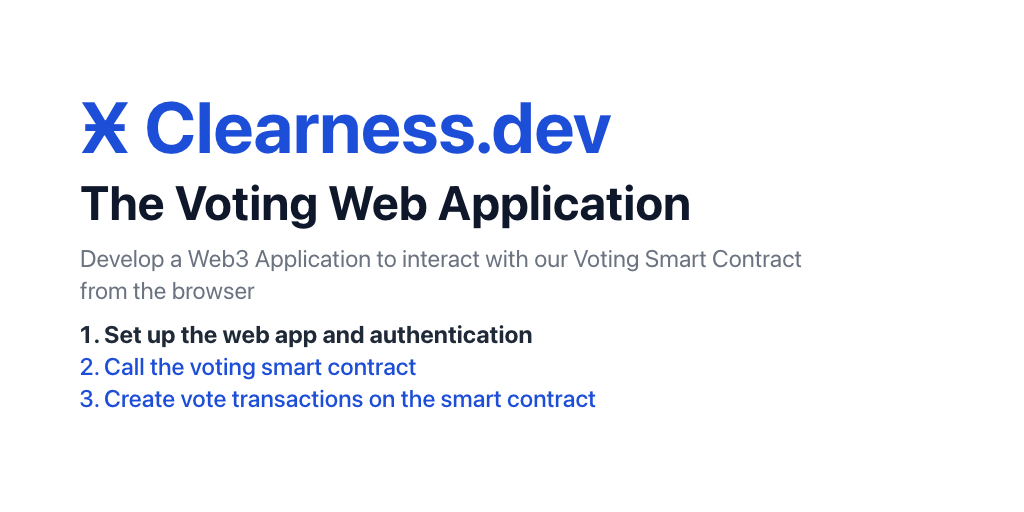 Ӿ Clearness.dev
The Voting Web Application
Develop a Web3 Application to interact with our Voting Smart Contract
from the browser
1. Set up the web app and authentication
2. Call the voting smart contract
3. Create vote transactions on the smart contract